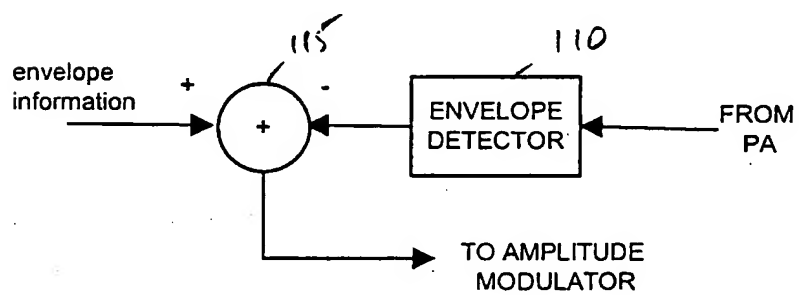 115
110
envelope
information
+
-
+
ENVELOPE
DETECTOR
FROM
PA
TO AMPLITUDE
MODULATOR